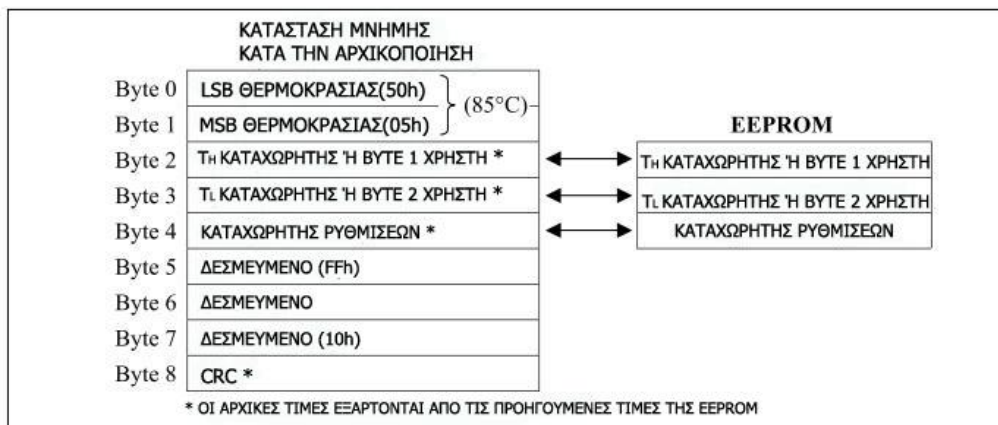 ΚΑΤΑΣΤΑΣΗ ΜΝΗΜΗΣ
ΚΑΤΑ ΤΗΝ ΑΡΧΙΚΟΠΟΙΗΣΗ
Byte 0 LSB ΘΕΡΜΟΚΡΑΣΙΑΣ(50h)
(85°C)
Byte 1 MSB ΘΕΡΜΟΚΡΑΣΙΑΣ(05h)
EEPROM
Byte 2 TH ΚΑΤΑΧΩΡΗΤΗΣ Ή BYTE 1 ΧΡΗΣΤΗ * TH ΚΑΤΑΧΩΡΗΤΗΣ Ή BYTE 1 ΧΡΗΣΤΗ
Byte 3 TL ΚΑΤΑΧΩΡΗΤΗΣ Ή BYTE 2 ΧΡΗΣΤΗ * TL ΚΑΤΑΧΩΡΗΤΗΣ Ή BYTE 2 ΧΡΗΣΤΗ
Byte 4 ΚΑΤΑΧΩΡΗΤΗΣ ΡΥΘΜΙΣΕΩΝ * ΚΑΤΑΧΩΡΗΤΗΣ ΡΥΘΜΙΣΕΩΝ
Byte 5 ΔΕΣΜΕΥΜΕΝΟ (FFh)
Byte 6 ΔΕΣΜΕΥΜΕΝΟ
Byte 7 ΔΕΣΜΕΥΜΕΝΟ (10h)
Byte 8 CRC *
* ΟΙ ΑΡΧΙΚΕΣ ΤΙΜΕΣ ΕΞΑΡΤΟΝΤΑΙ ΑΠΟ ΤΙΣ ΠΡΟΗΓΟΥΜΕΝΕΣ ΤΙΜΕΣ ΤΗΣ EEPROM